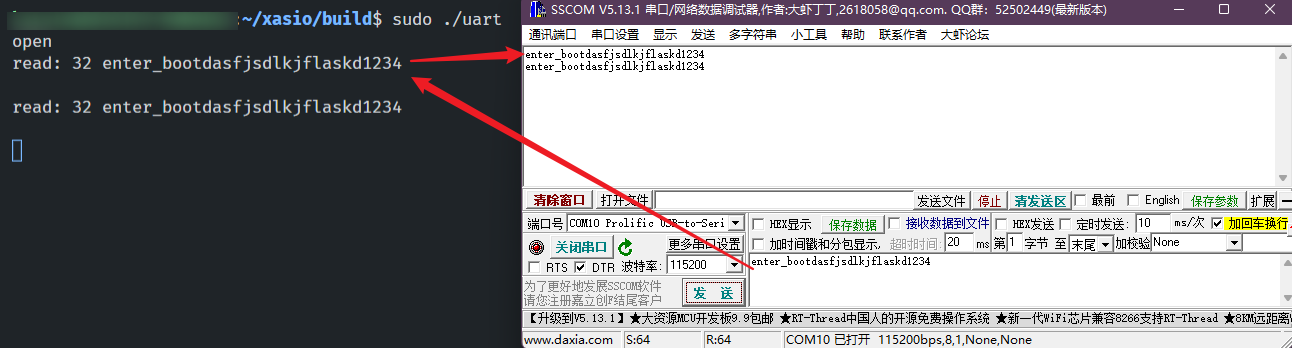 :~/xasio/build$ sudo ./uart
open
read: 32 enter_bootdasfjsdlkjflaskd1234
read: 32 enter_bootdasfjsdlkjflaskd1234
SSCOM V5.13.1 串口/网络数据调试器,作者:大虾丁丁,2618058@qq.com. QQ群：52502449(最新版本)
通讯端口 串口设置 显示 发送 多字符串 小工具 帮助 联系作者 大虾论坛
enter_bootdasfjsdlkjflaskd1234
enter_bootdasfjsdlkjflaskd1234
清除窗口 打开文件 发送文件 停止 清发送区 最前 English 保存参数 扩展
端口号 COM10 Prolific USB-to-Seri HEX显示 保存数据 接收数据到文件 HEX发送 定时发送: 10 ms/次 加回车换行
关闭串口 更多串口设置 加时间戳和分包显示, 超时时间: 20 ms 第1 字节 至 末尾 加校验None
RTS DTR 波特率: 115200
enter_bootdasfjsdlkjflaskd1234
为了更好地发展SSCOM软件
请您注册嘉立创F结尾客户
发 送
【升级到V5.13.1】★大资源MCU开发板9.9包邮 ★RT-Thread中国人的开源免费操作系统 ★新一代WiFi芯片兼容8266支持RT-Thread ★8KM远距离W
www.daxia.com S:64 R:64 COM10 已打开 115200bps,8,1,None,None